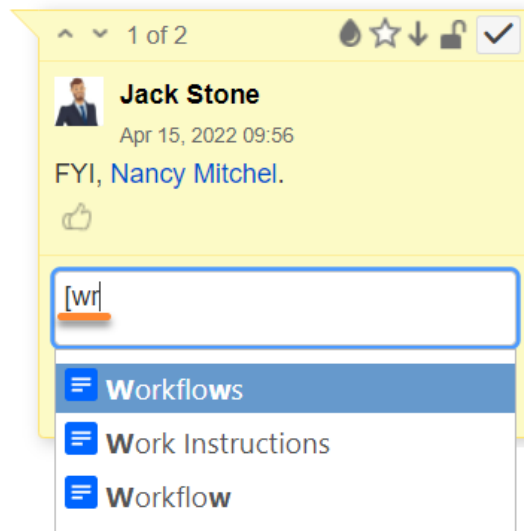 1 of 2
Jack Stone
Apr 15, 2022 09:56
FYI, Nancy Mitchel.
[wr
Workflows
Work Instructions
Workflow